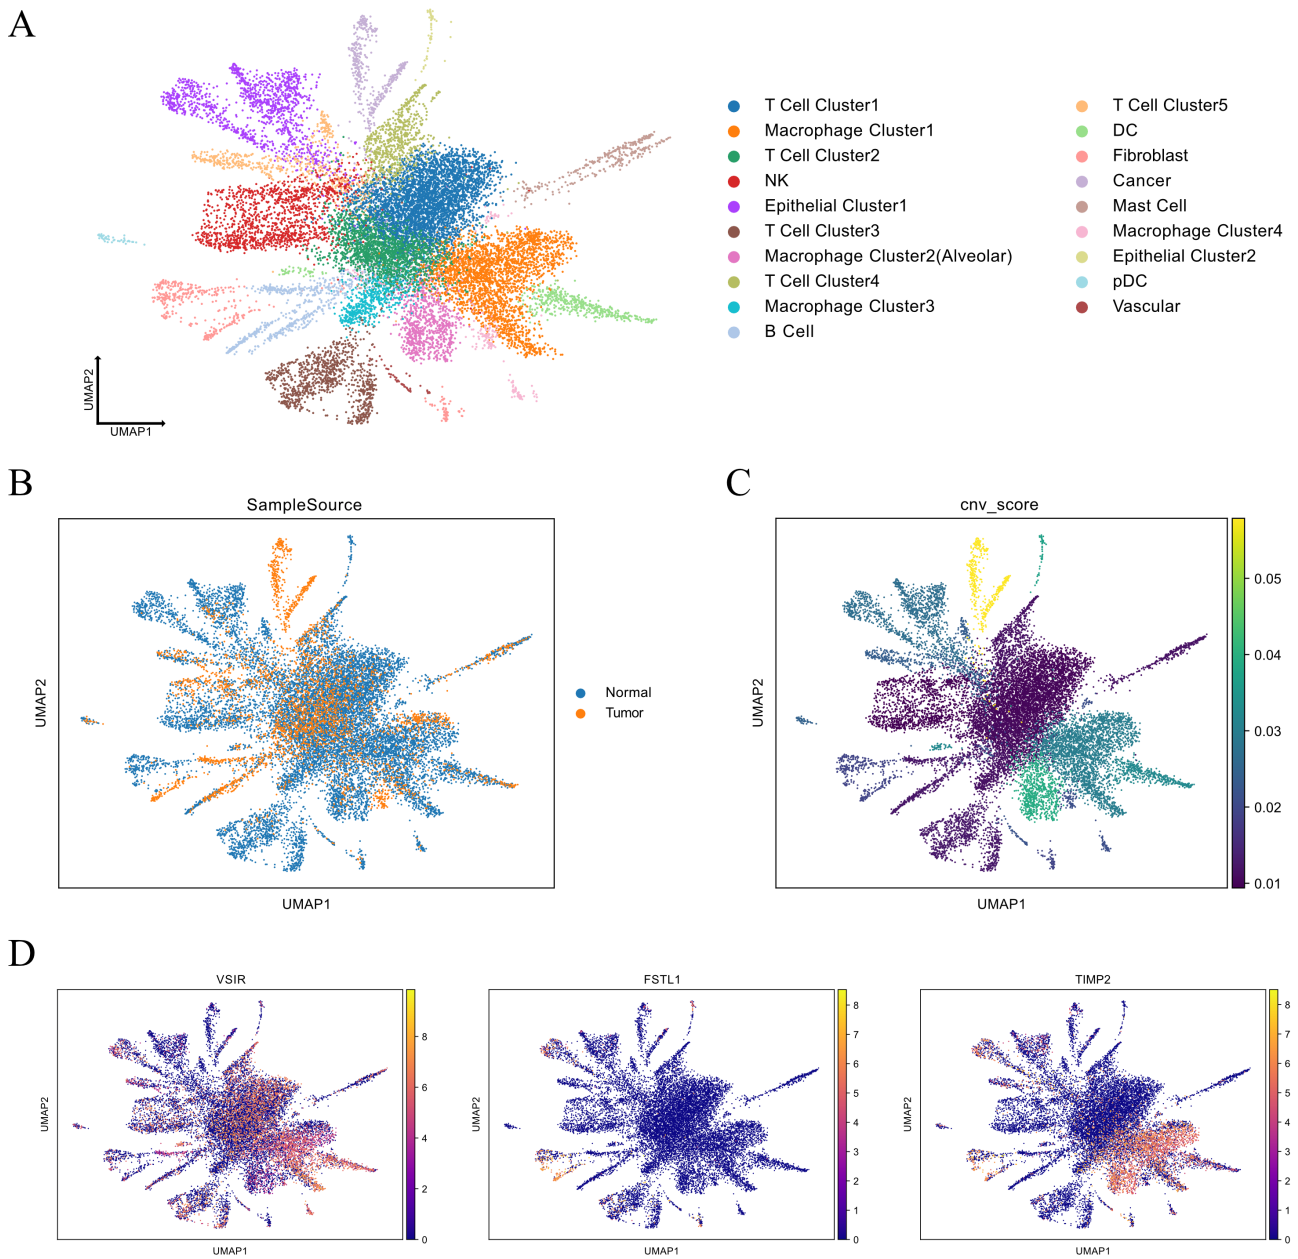 A
T Cell Cluster1
Macrophage Cluster1
T Cell Cluster2
NK
Epithelial Cluster1
T Cell Cluster3
Macrophage Cluster2(Alveolar)
T Cell Cluster4
Macrophage Cluster3
B Cell
T Cell Cluster5
DC
Fibroblast
Cancer
Mast Cell
Macrophage Cluster4
Epithelial Cluster2
pDC
Vascular
UMAP2
UMAP1
B
SampleSource
UMAP2
UMAP1
Normal
Tumor
C
cnv_score
UMAP2
UMAP1
0.05
0.04
0.03
0.02
0.01
D
VSIR
UMAP2
UMAP1
8
6
4
2
0
FSTL1
UMAP2
UMAP1
8
7
6
5
4
3
2
1
0
TIMP2
UMAP2
UMAP1
8
7
6
5
4
3
2
1
0